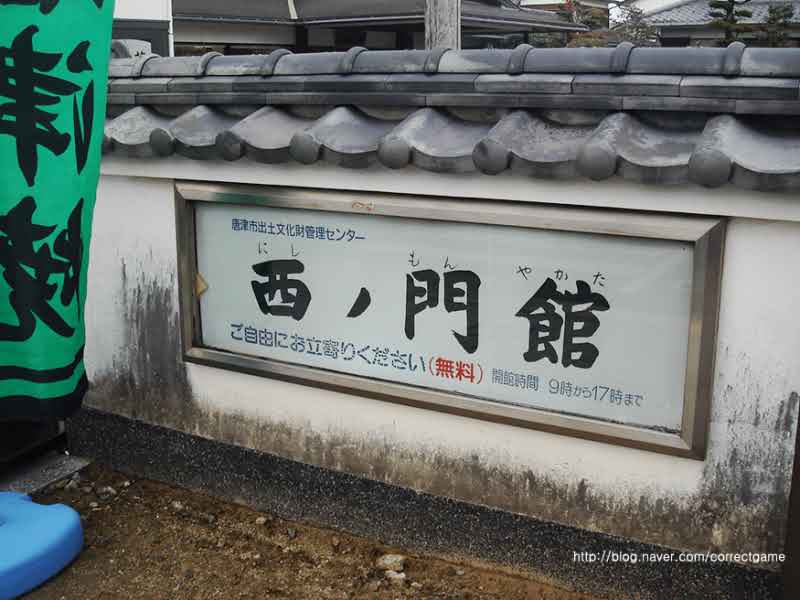 唐津市出土文化財管理センター
にし もん やかた
西ノ門館
ご自由にお立寄りください(無料) 開館時間 9時から17時まで
津
焼
http://blog.naver.com/correctgame